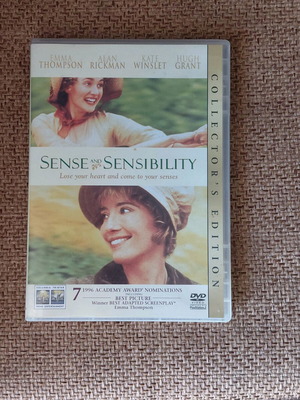 EMMA THOMPSON
ALAN RICKMAN
KATE WINSLET
HUGH GRANT
COLLECTOR'S EDITION
SENSE AND SENSIBILITY
Lose your heart and come to your senses
7 1996 ACADEMY AWARD NOMINATIONS
BEST PICTURE
Winner BEST ADAPTED SCREENPLAY
Emma Thompson
DVD